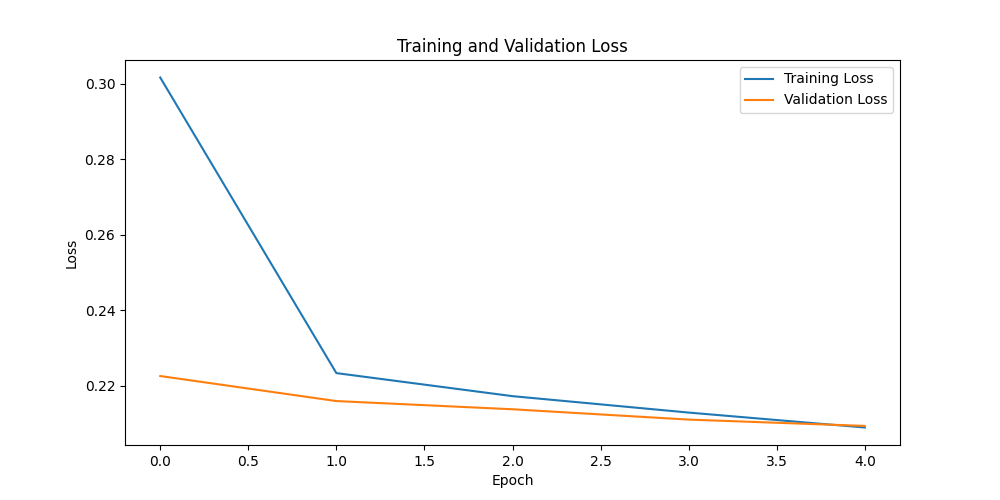 Training and Validation Loss
Training Loss
Validation Loss
0.30
0.28
0.26
0.24
0.22
Loss
0.0 0.5 1.0 1.5 2.0 2.5 3.0 3.5 4.0
Epoch